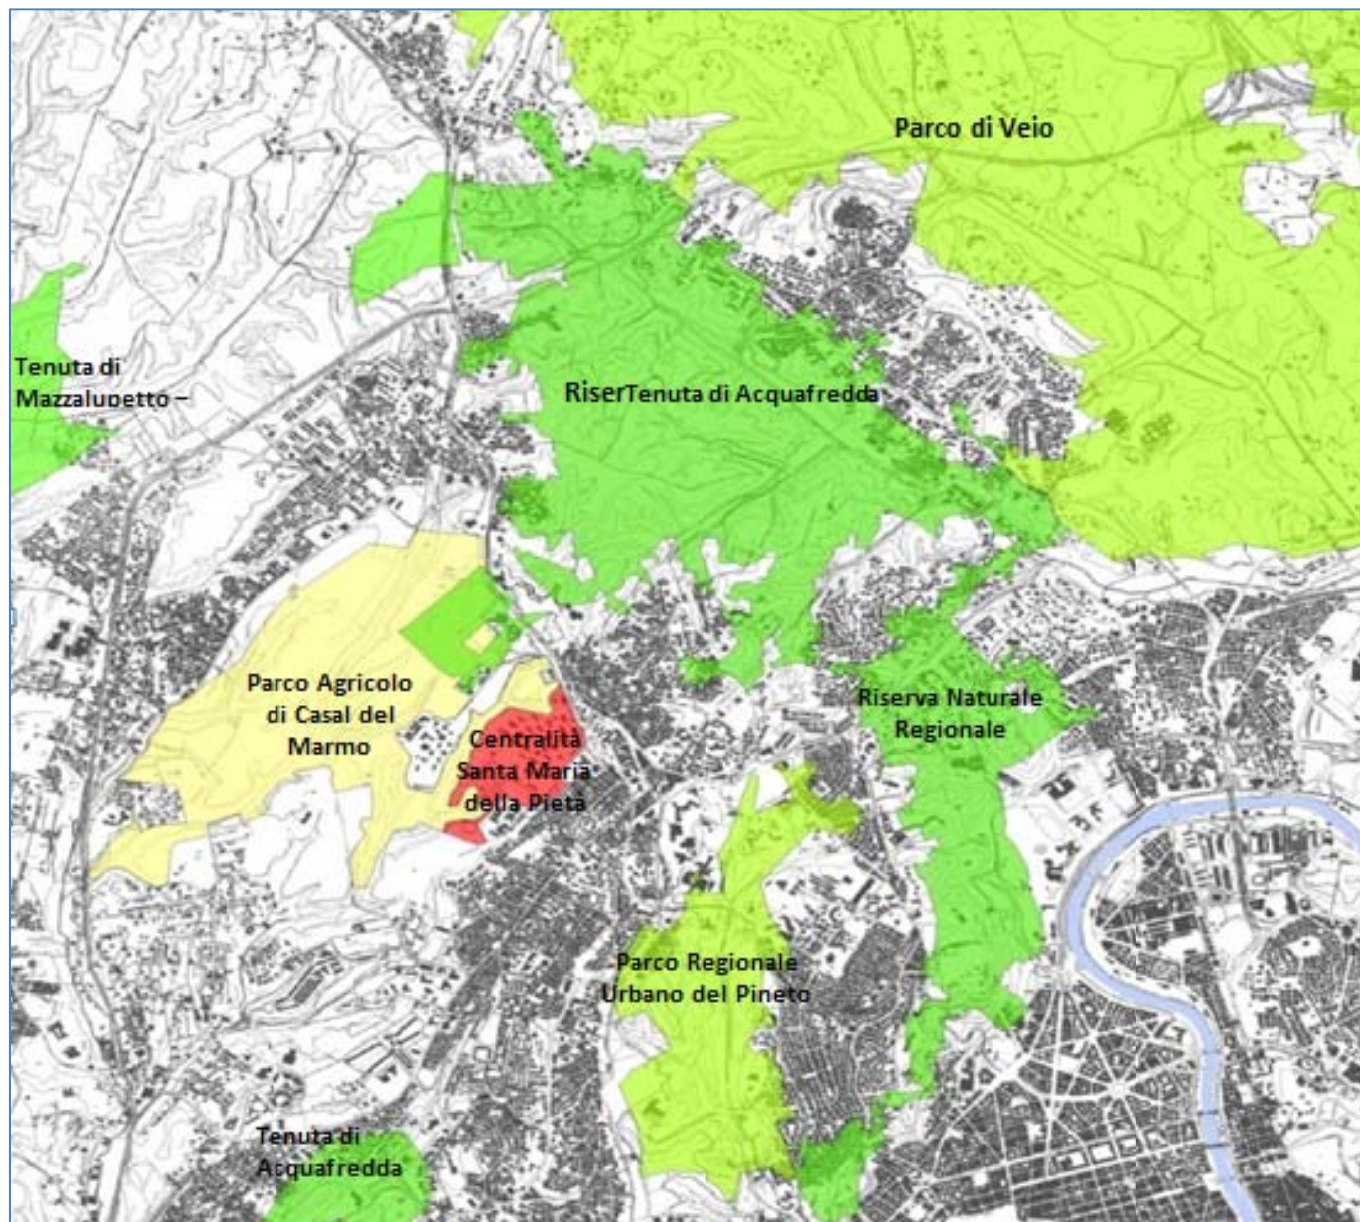 Parco di Veio
Tenuta di
Mazzalupetto –
RiserTenuta di Acquafredda
Parco Agricolo
di Casal del
Marmo
Centralità
Santa Maria
della Pietà
Riserva Naturale
Regionale
Parco Regionale
Urbano del Pineto
Tenuta di
Acquafredda